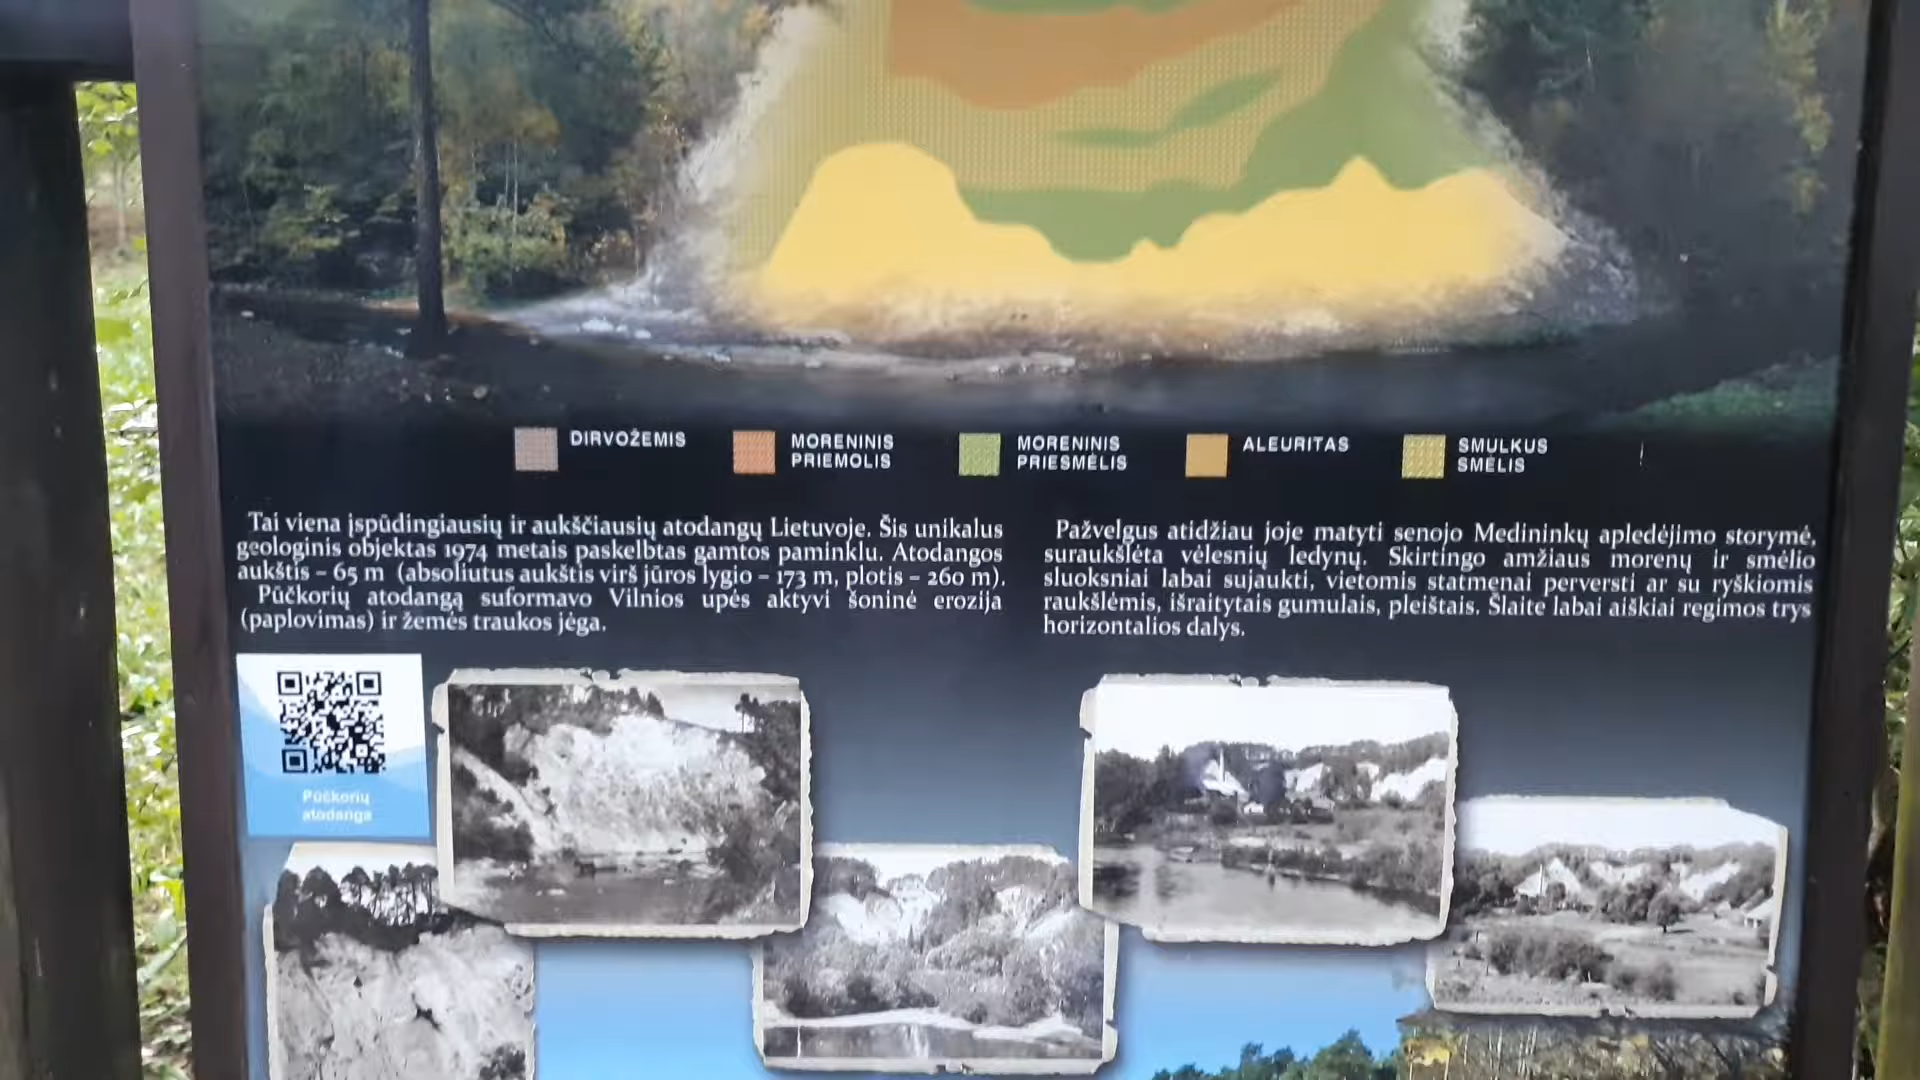 DIRVOŽEMIS
MORENINIS
PRIEMOLIS
MORENINIS
PRIESMĖLIS
ALEURITAS
SMULKUS
SMĖLIS
Tai viena įspūdingiausių ir aukščiausių atodangų Lietuvoje. Šis unikalus
geologinis objektas 1974 metais paskelbtas gamtos paminklu. Atodangos
aukštis – 65 m (absoliutus aukštis virš jūros lygio – 173 m, plotis – 260 m).
Pūčkorių atodangą suformavo Vilnios upės aktyvi šoninė erozija
(paplovimas) ir žemės traukos jėga.
Pažvelgus atidžiau joje matyti senojo Medininkų apledėjimo storymė,
suraukšlėta vėlesnių ledynų. Skirtingo amžiaus morenų ir smėlio
sluoksniai labai sujaukti, vietomis statmenai perversti ar su ryškiomis
raukšlėmis, išraitytais gumulais, pleištais. Šlaite labai aiškiai regimos trys
horizontalios dalys.
Pūčkorių
atodanga